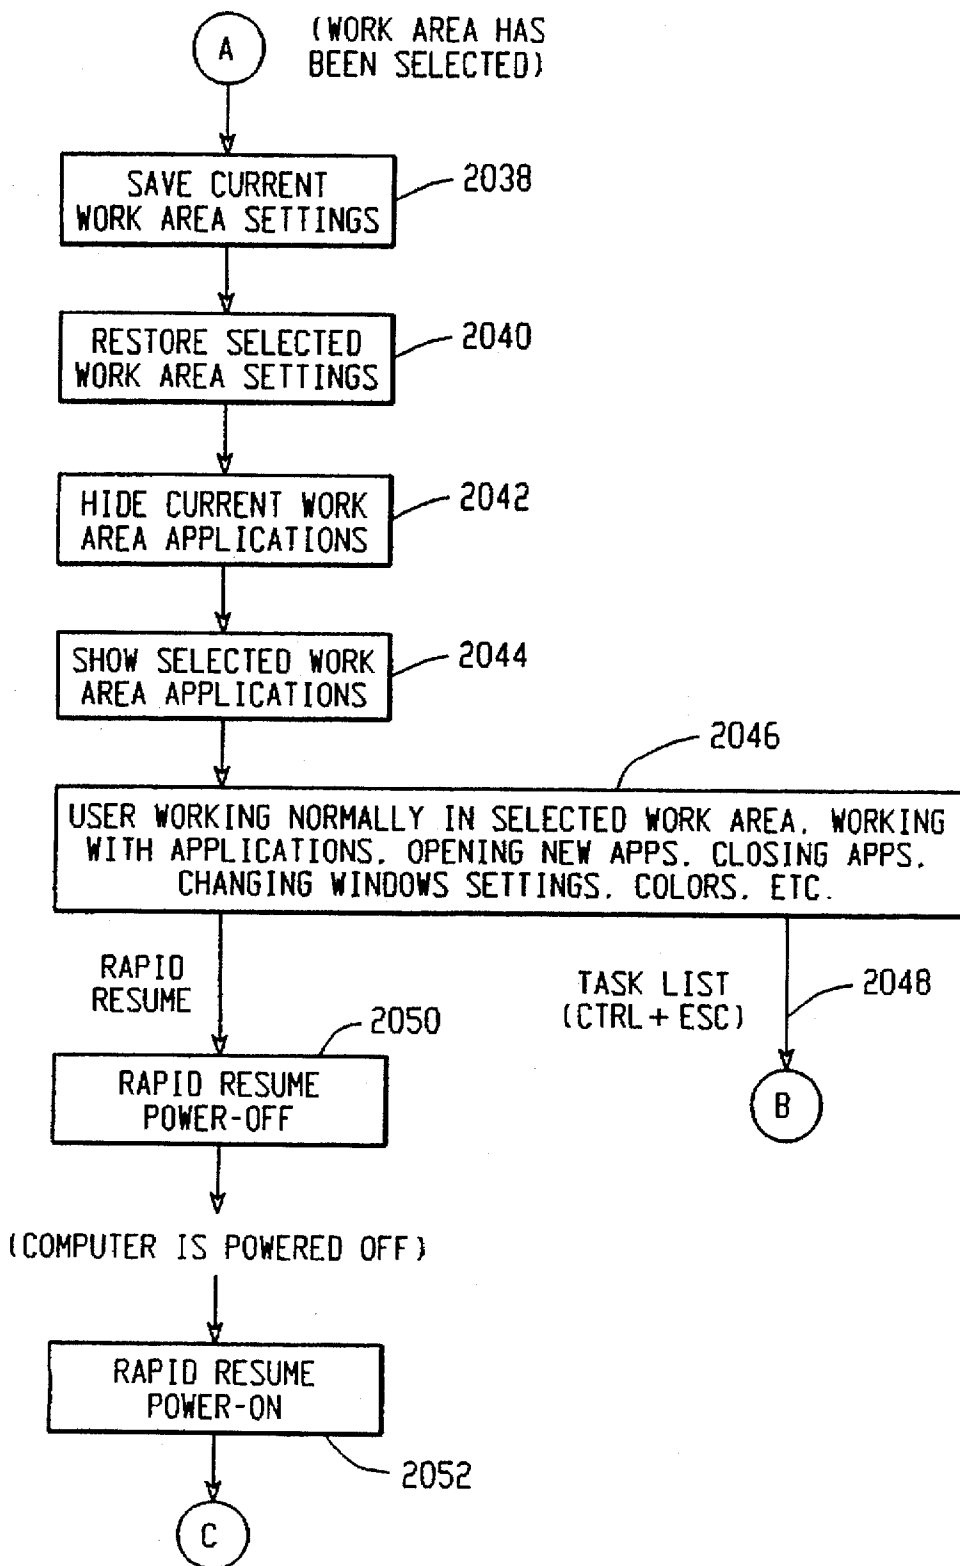 A
(WORK AREA HAS
BEEN SELECTED)
SAVE CURRENT
WORK AREA SETTINGS
2038
RESTORE SELECTED
WORK AREA SETTINGS
2040
HIDE CURRENT WORK
AREA APPLICATIONS
2042
SHOW SELECTED WORK
AREA APPLICATIONS
2044
2046
USER WORKING NORMALLY IN SELECTED WORK AREA. WORKING
WITH APPLICATIONS. OPENING NEW APPS. CLOSING APPS.
CHANGING WINDOWS SETTINGS. COLORS. ETC.
RAPID
RESUME
TASK LIST
(CTRL + ESC)
2048
2050
RAPID RESUME
POWER-OFF
B
(COMPUTER IS POWERED OFF)
RAPID RESUME
POWER-ON
2052
C